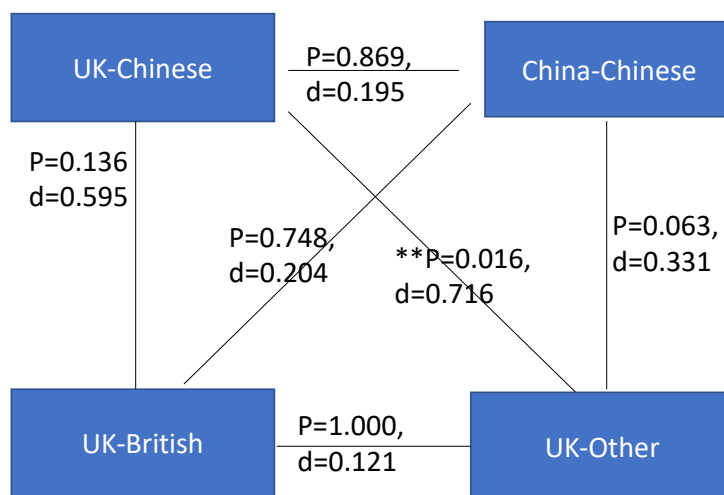 UK-Chinese
P=0.869,
d=0.195
China-Chinese
P=0.136
d=0.595
P=0.748,
d=0.204
**P=0.016,
d=0.716
P=0.063,
d=0.331
UK-British
P=1.000,
d=0.121
UK-Other